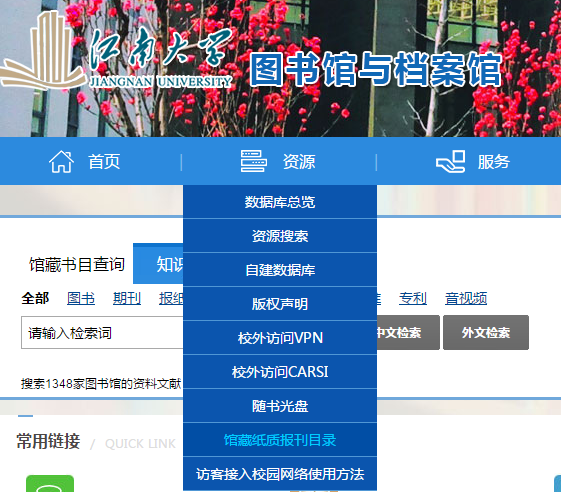 江南大学
JIANGNAN UNIVERSITY
图书馆与档案馆
首页 | 资源 | 服务
数据库总览
资源搜索
自建数据库
版权声明
校外访问VPN
校外访问CARSI
随书光盘
馆藏纸质报刊目录
访客接入校园网络使用方法
馆藏书目查询 知识
全部 图书 期刊 报纸 专利 音视频
请输入检索词 中文检索 外文检索
搜索1348家图书馆的资料文献
常用链接 / QUICK LINK